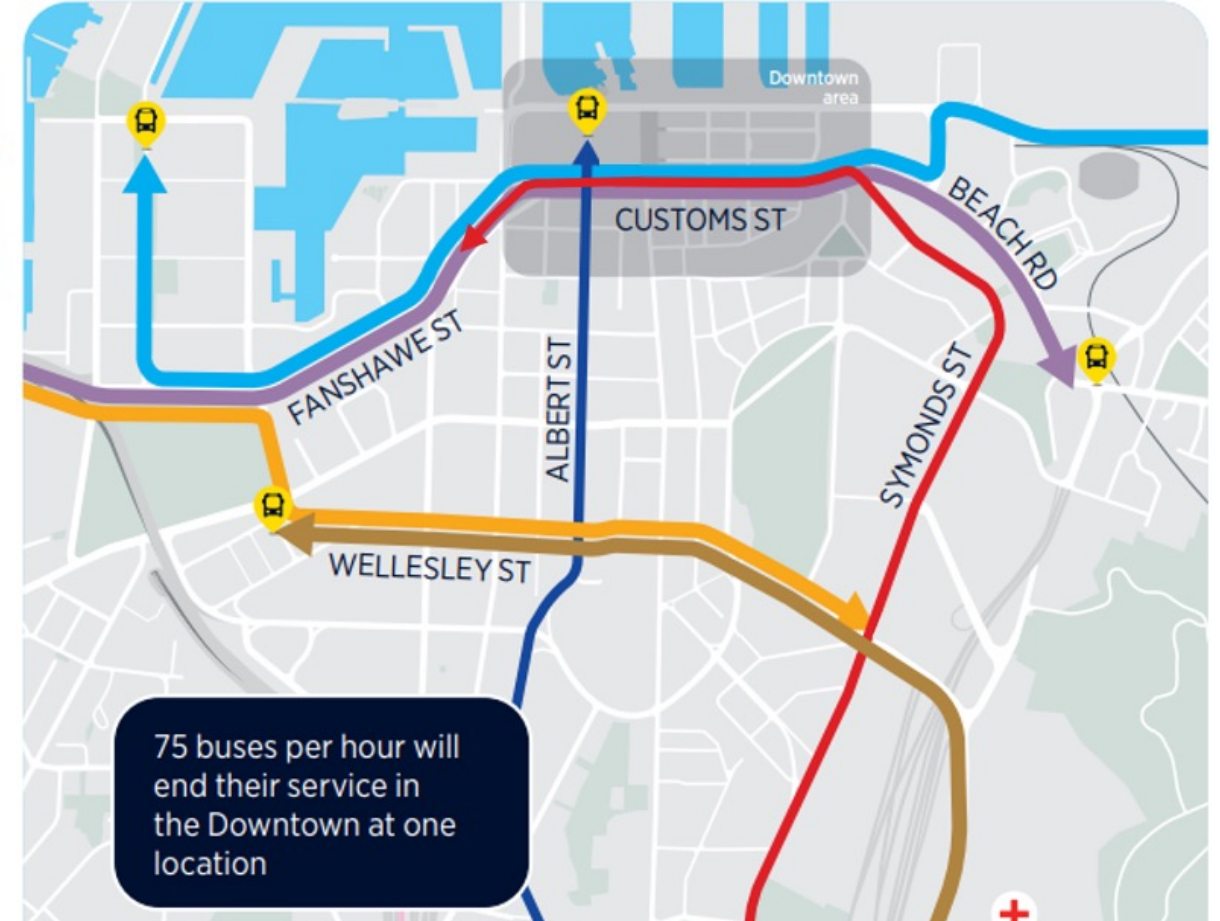 Downtown
area
CUSTOMS ST
BEACH RD
FANSHAWE ST
ALBERT ST
SYMONDS ST
WELLESLEY ST
75 buses per hour will
end their service in
the Downtown at one
location